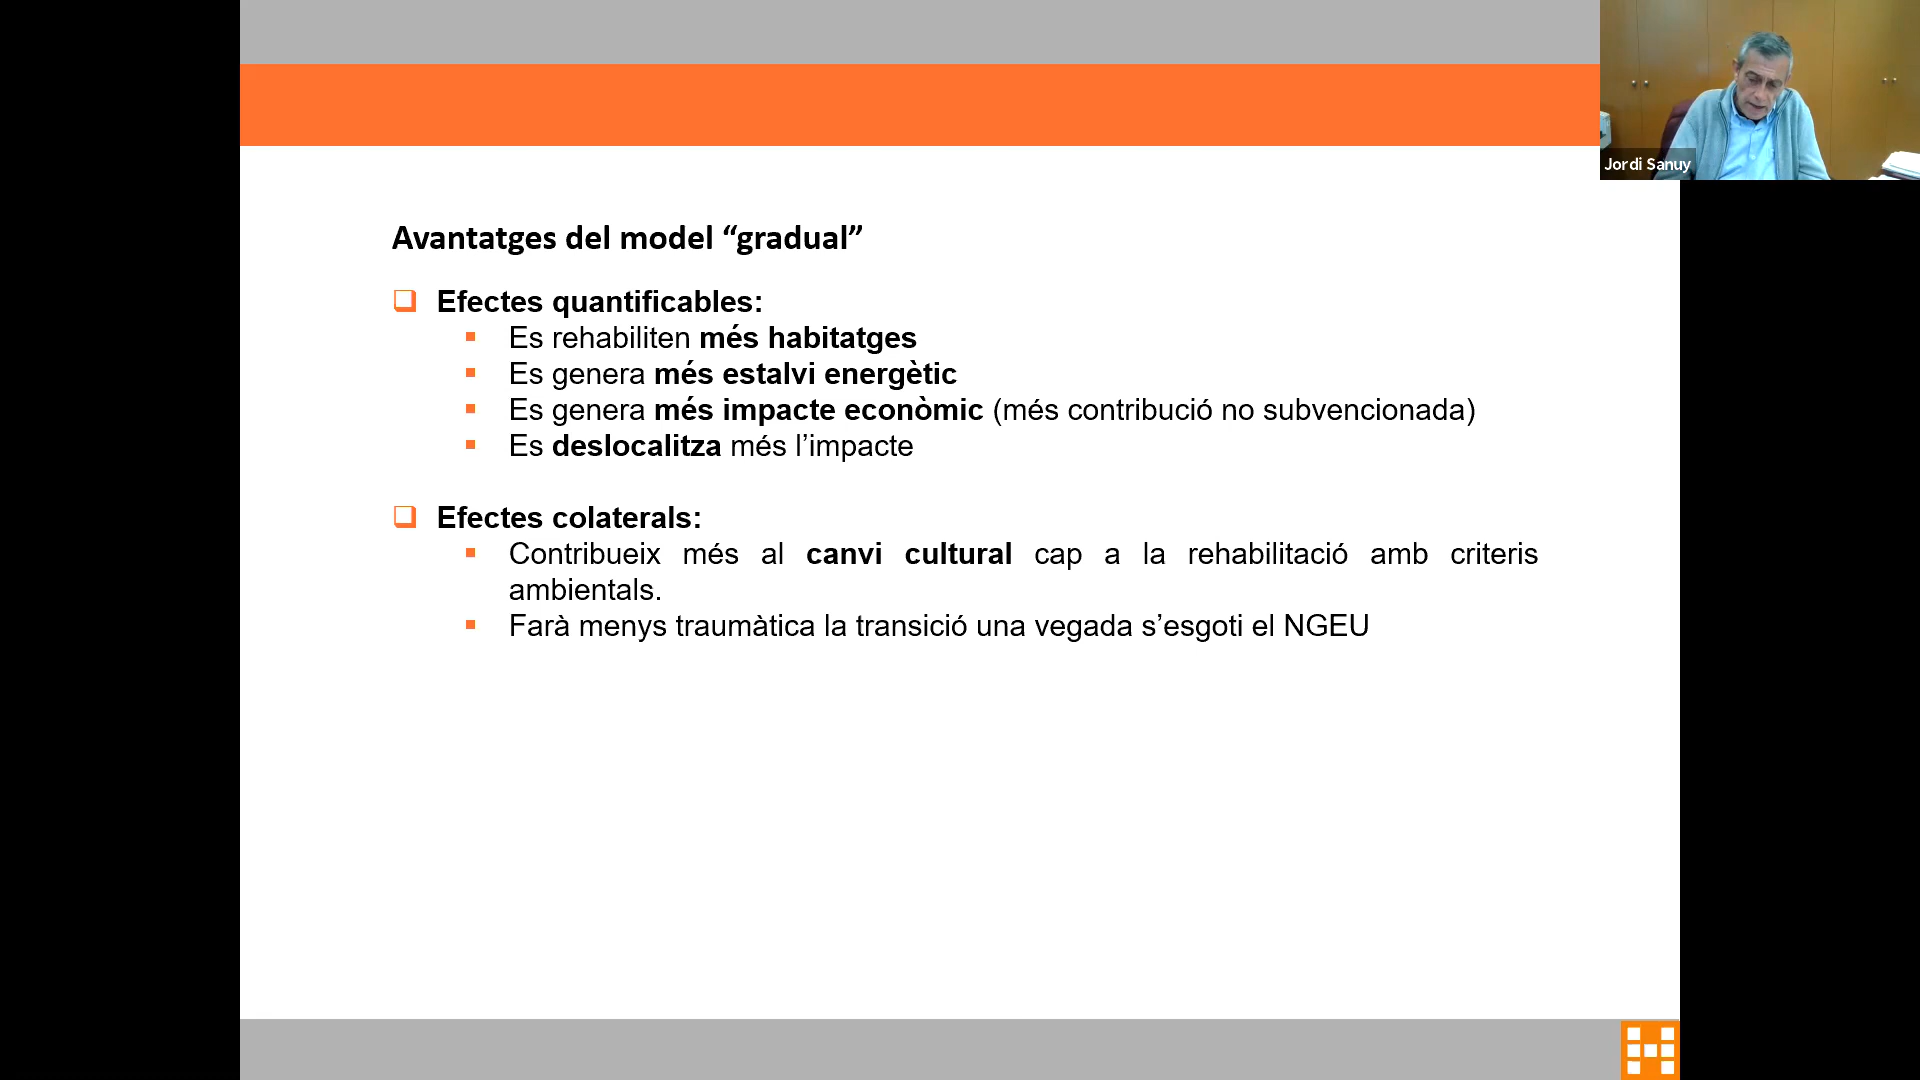 Jordi Sanuy
Avantatges del model “gradual”
Efectes quantificables:
Es rehabiliten més habitatges
Es genera més estalvi energètic
Es genera més impacte econòmic (més contribució no subvencionada)
Es deslocalitza més l’impacte
Efectes colaterals:
Contribueix més al canvi cultural cap a la rehabilitació amb criteris
ambientals.
Farà menys traumàtica la transició una vegada s’esgoti el NGEU